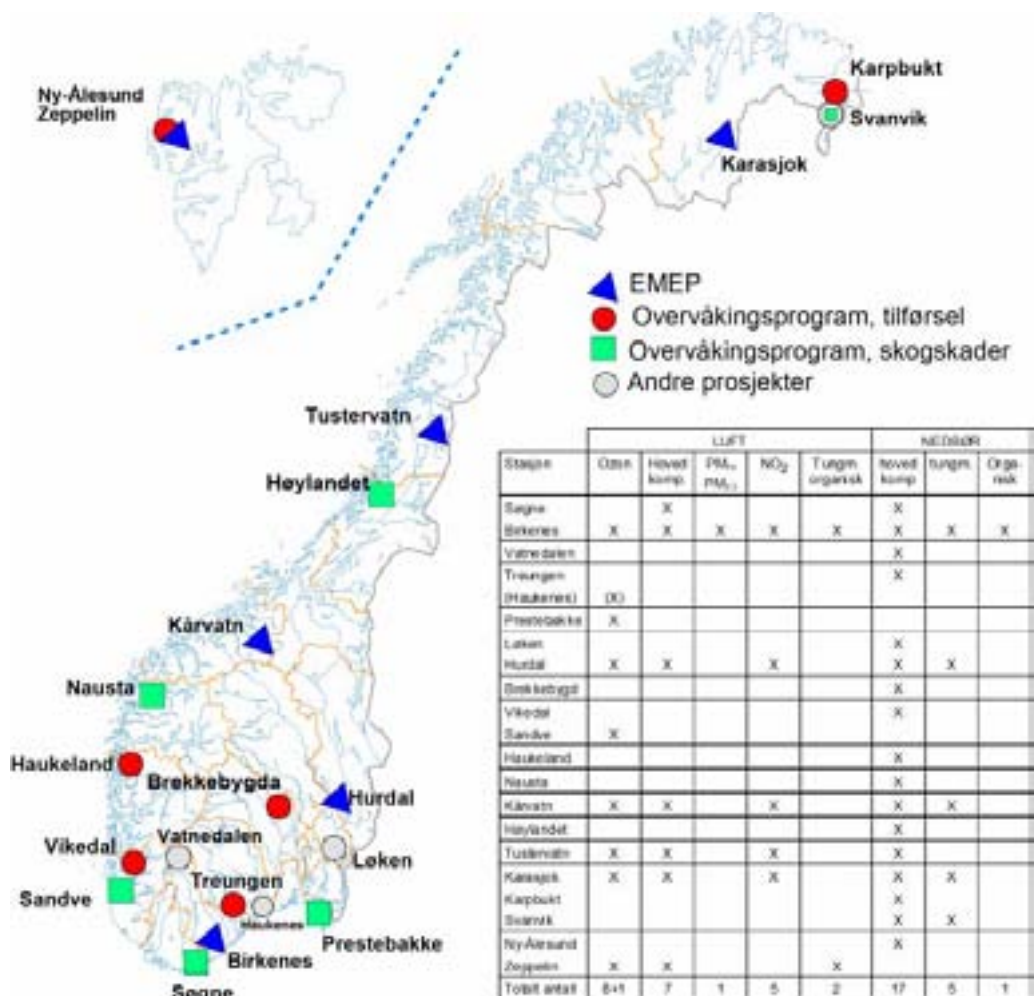 Ny-Ålesund
Zeppelin
Karpbukt
Svanvik
Karasjok
EMEP
Overvåkingsprogram, tilførsel
Overvåkingsprogram, skogskader
Andre prosjekter
Tustervatn
Høylandet
Kårvatn
Nausta
Haukeland
Brekkebygda
Hurdal
Vatnedalen
Vikedal
Løken
Treungen
Sandve
Haukenes
Prestebakke
Birkenes
Søgne
LUFT NEDBØR
Stasjon Ozon Hoved komp. PM₁₀ NO₂ Tungm. organisk hoved komp tungm. Orga-nisk
Søgne X X
Birkenes X X X X X X X X
Vatnedalen X
Treungen X
(Haukenes) (X)
Prestebakke X
Løken X
Hurdal X X X X X
Brekkebygd X
Vikedal X
Sandve X
Haukeland X
Nausta X
Kårvatn X X X X X
Høylandet X
Tustervatn X X X X
Karasjok X X X X X
Karpbukt X
Svanvik X X
Ny-Ålesund X
Zeppelin X X X
Totalt antall 8+1 7 1 5 2 17 5 1